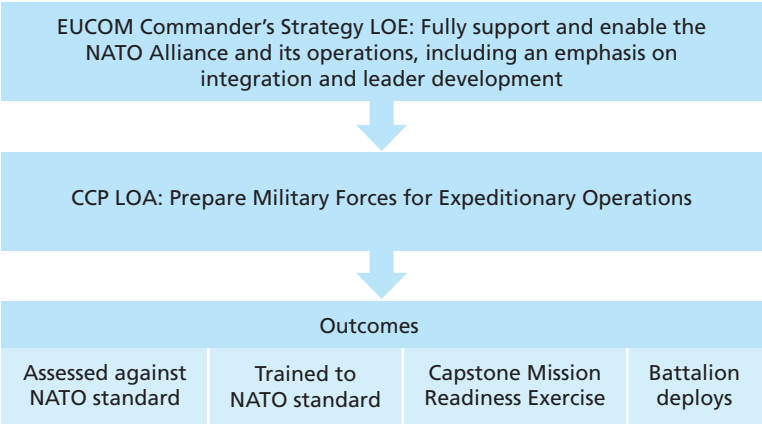 EUCOM Commander’s Strategy LOE: Fully support and enable the
NATO Alliance and its operations, including an emphasis on
integration and leader development
CCP LOA: Prepare Military Forces for Expeditionary Operations
Outcomes
Assessed against
NATO standard
Trained to
NATO standard
Capstone Mission
Readiness Exercise
Battalion
deploys